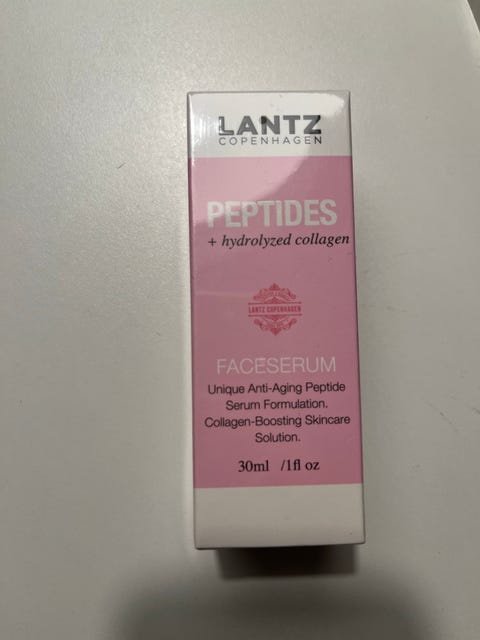 LANTZ
COPENHAGEN
PEPTIDES
+ hydrolyzed collagen
LANTZ COPENHAGEN
FACESERUM
Unique Anti-Aging Peptide
Serum Formulation.
Collagen-Boosting Skincare
Solution.
30ml /1fl oz